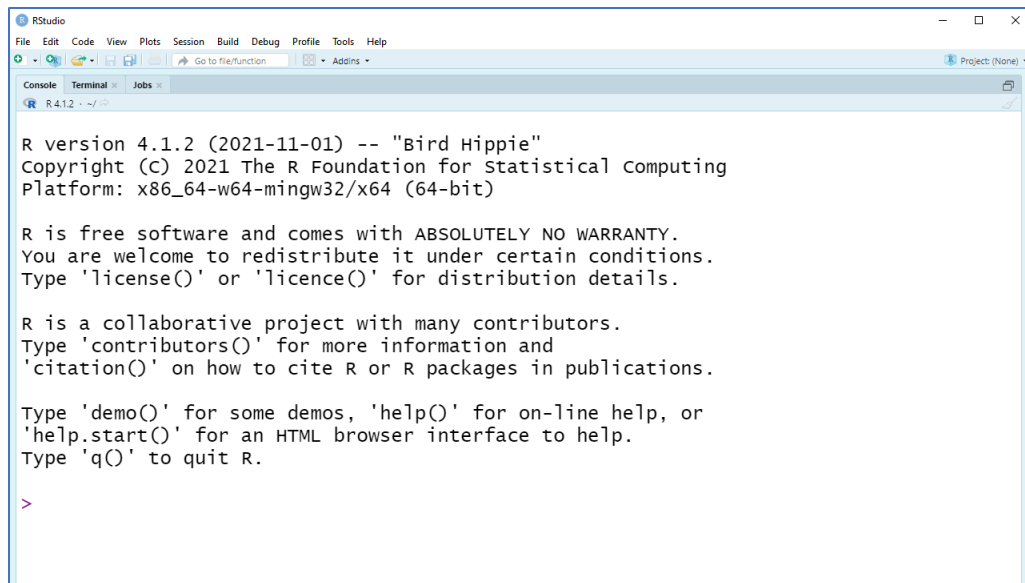 RStudio
File Edit Code View Plots Session Build Debug Profile Tools Help
Go to file/function Addins Project: (None)
Console Terminal Jobs
R 4.1.2 · ~/
R version 4.1.2 (2021-11-01) -- "Bird Hippie"
Copyright (C) 2021 The R Foundation for Statistical Computing
Platform: x86_64-w64-mingw32/x64 (64-bit)
R is free software and comes with ABSOLUTELY NO WARRANTY.
You are welcome to redistribute it under certain conditions.
Type 'license()' or 'licence()' for distribution details.
R is a collaborative project with many contributors.
Type 'contributors()' for more information and
'citation()' on how to cite R or R packages in publications.
Type 'demo()' for some demos, 'help()' for on-line help, or
'help.start()' for an HTML browser interface to help.
Type 'q()' to quit R.
>